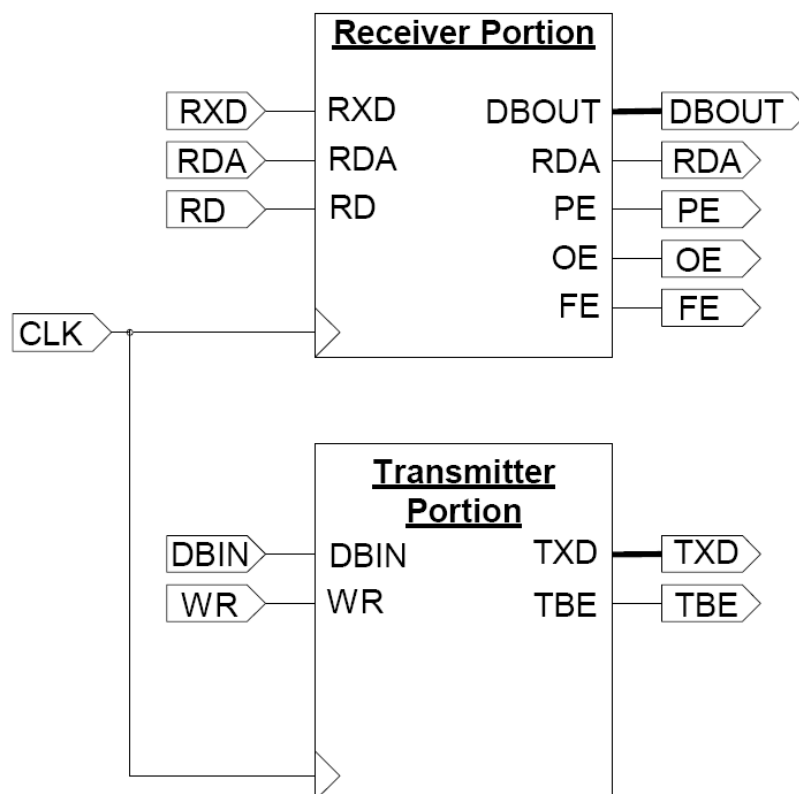 Receiver Portion
RXD RXD DBOUT DBOUT
RDA RDA RDA RDA
RD RD PE PE
OE OE
FE FE
CLK
Transmitter
Portion
DBIN DBIN TXD TXD
WR WR TBE TBE